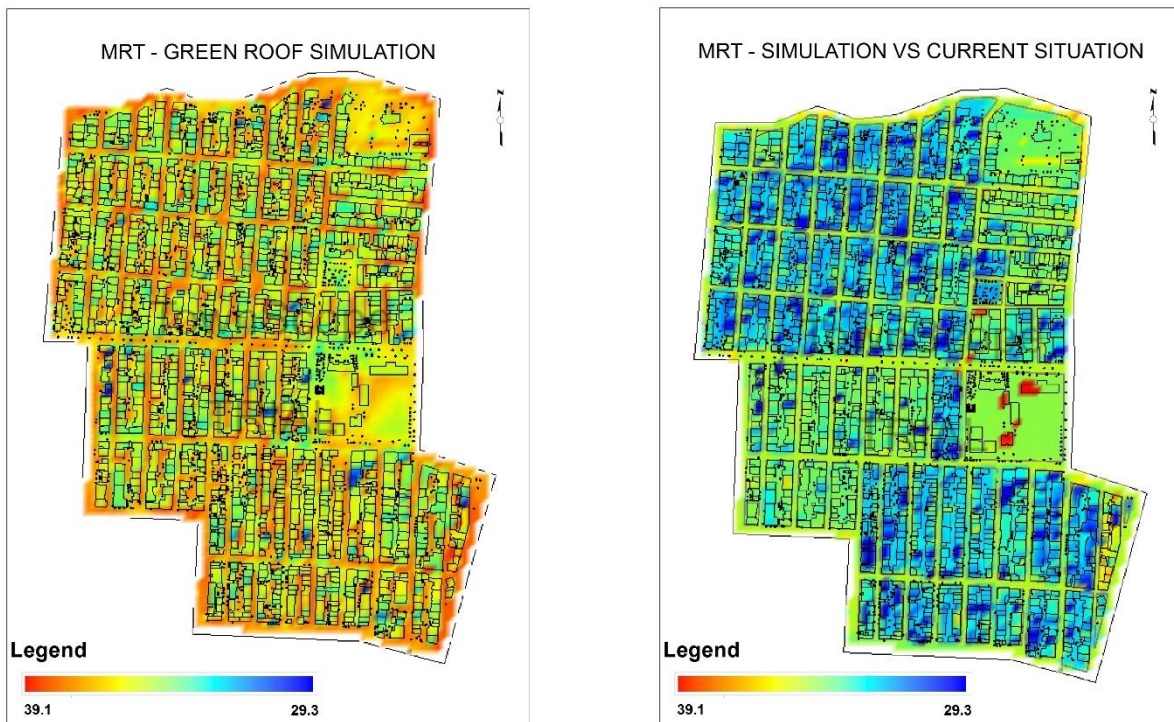 MRT - GREEN ROOF SIMULATION
N
Legend
39.1 29.3
MRT - SIMULATION VS CURRENT SITUATION
N
Legend
39.1 29.3